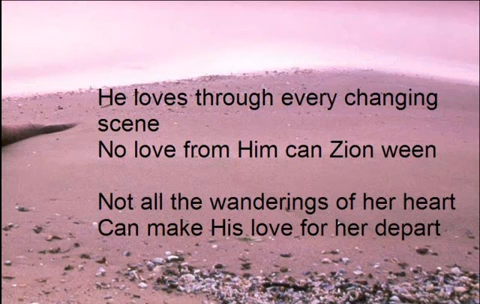 He loves through every changing
scene
No love from Him can Zion ween
Not all the wanderings of her heart
Can make His love for her depart